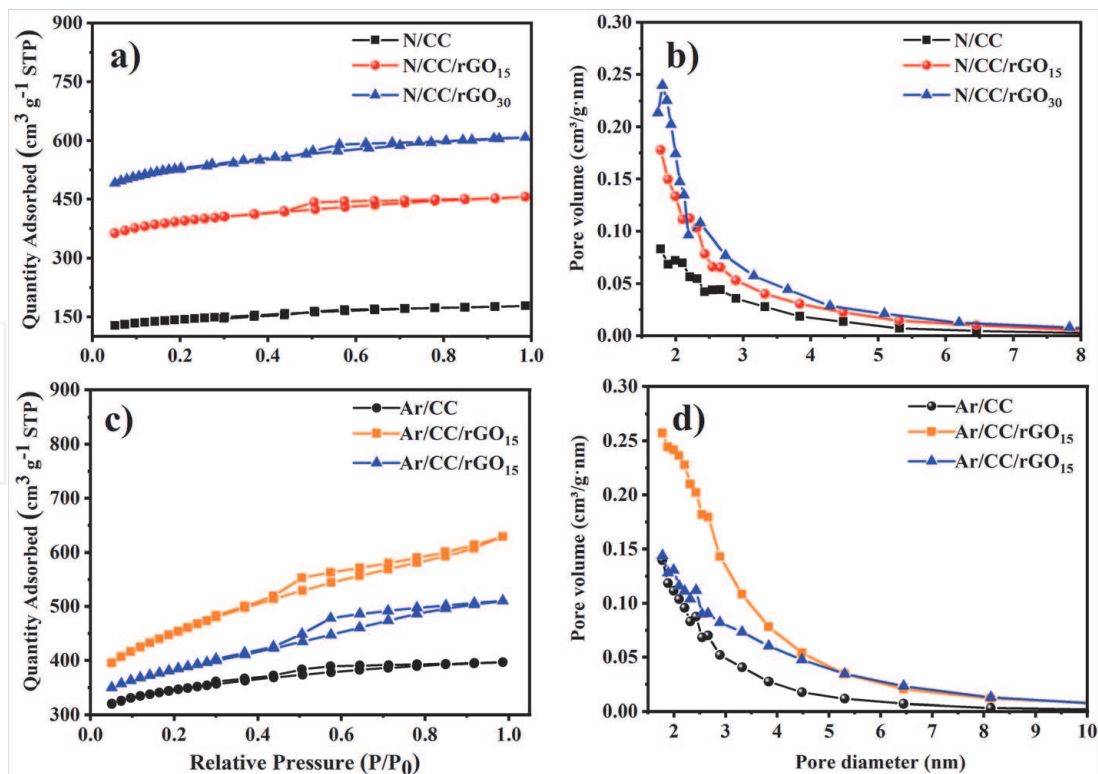 a)
N/CC
N/CC/rGO₁₅
N/CC/rGO₃₀
900
750
600
450
300
150
0.0 0.2 0.4 0.6 0.8 1.0
Quantity Adsorbed (cm³ g⁻¹ STP)
b)
N/CC
N/CC/rGO₁₅
N/CC/rGO₃₀
0.30
0.25
0.20
0.15
0.10
0.05
0.00
2 3 4 5 6 7 8
Pore volume (cm³/g·nm)
c)
Ar/CC
Ar/CC/rGO₁₅
Ar/CC/rGO₁₅
900
800
700
600
500
400
300
0.0 0.2 0.4 0.6 0.8 1.0
Quantity Adsorbed (cm³ g⁻¹ STP)
Relative Pressure (P/P₀)
d)
Ar/CC
Ar/CC/rGO₁₅
Ar/CC/rGO₁₅
0.30
0.25
0.20
0.15
0.10
0.05
0.00
2 3 4 5 6 7 8 9 10
Pore volume (cm³/g·nm)
Pore diameter (nm)